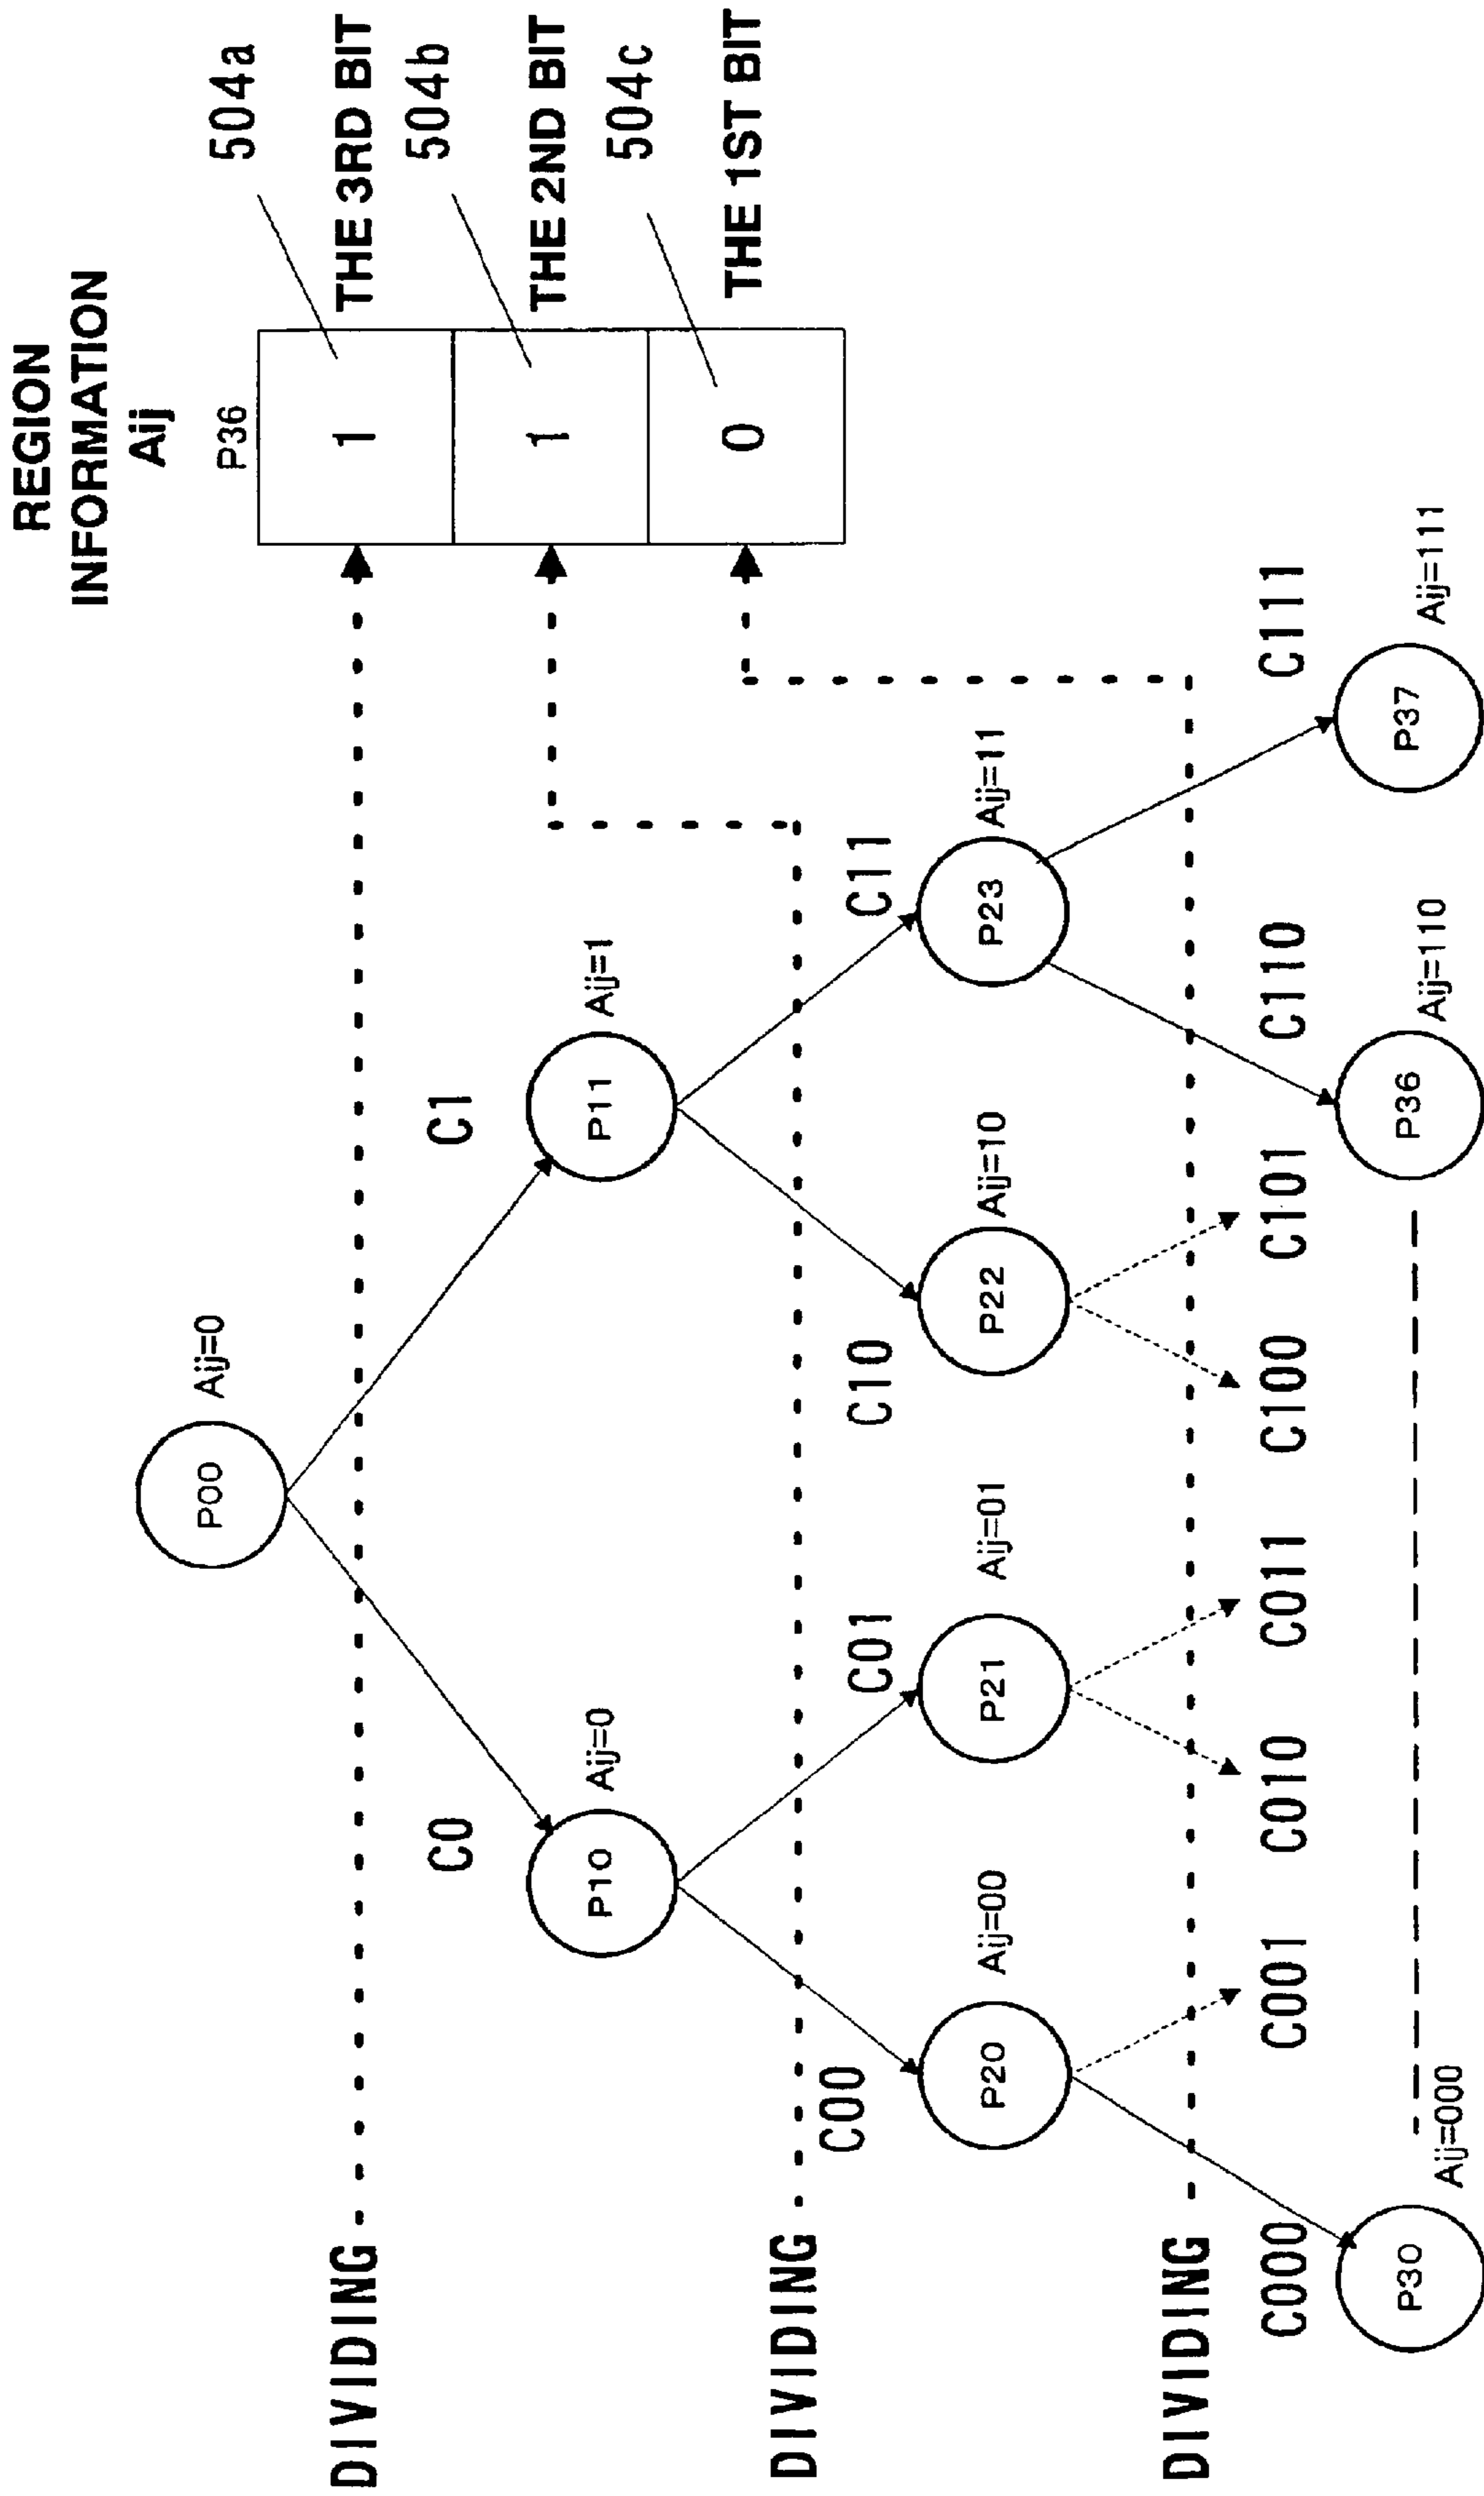 REGION
INFORMATION
Aij
P36
504a
1
THE 3RD BIT
504b
1
THE 2ND BIT
504c
0
THE 1ST BIT
P00
Aij=0
DIVIDING
C0
C1
P10
Aij=0
P11
Aij=1
DIVIDING
C00
C01
C10
C11
P20
Aij=00
P21
Aij=01
P22
Aij=10
P23
Aij=11
DIVIDING
C000
C001
C010
C011
C100
C101
C110
C111
P30
Aij=000
P36
Aij=110
P37
Aij=111